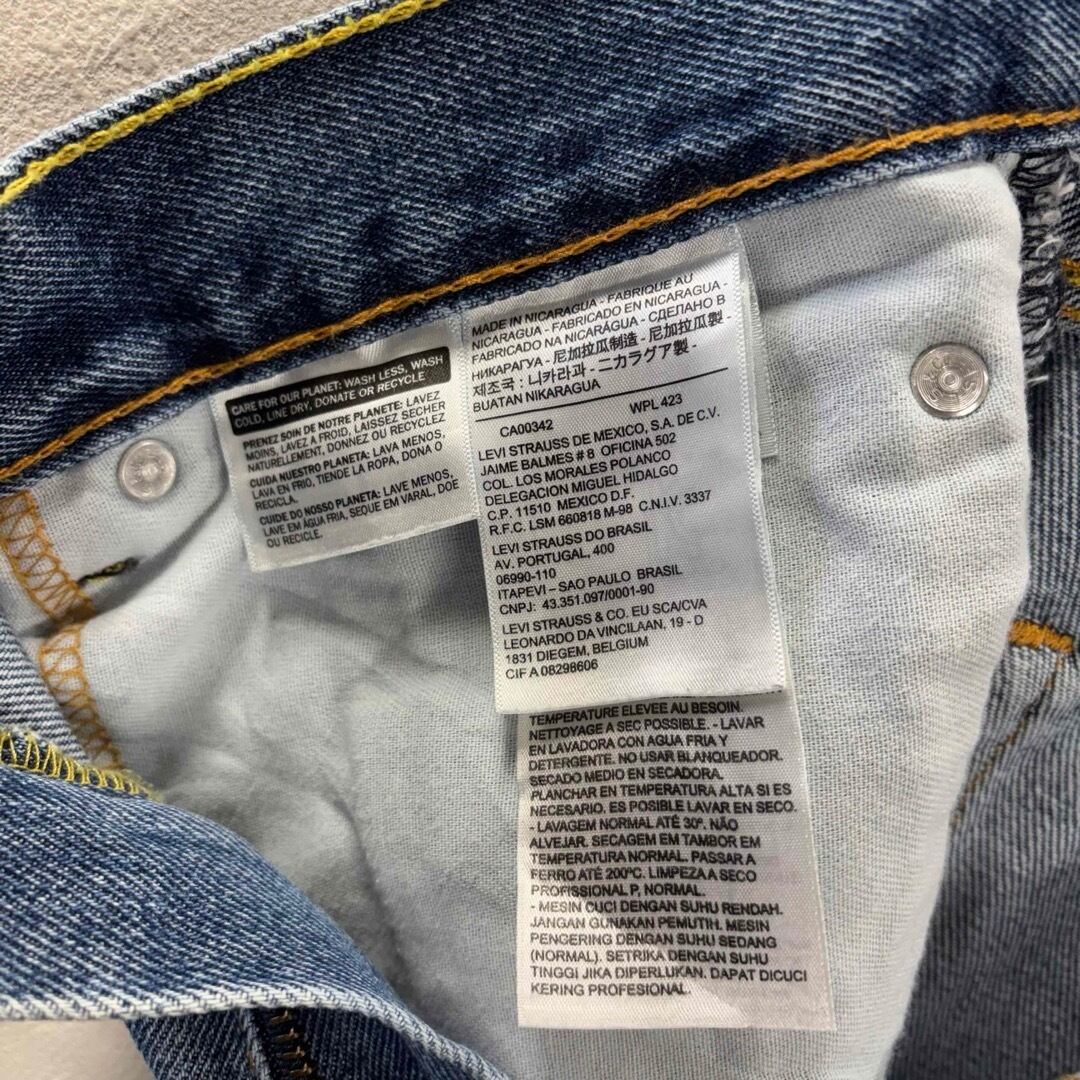 CARE FOR OUR PLANET: WASH LESS, WASH
COLD, LINE DRY, DONATE OR RECYCLE
PRENEZ SOIN DE NOTRE PLANETE: LAVEZ
MOINS, LAVEZ A FROID, LAISSEZ SECHER
NATURELLEMENT, DONNEZ OU RECYCLEZ
CUIDA NUESTRO PLANETA: LAVA MENOS,
LAVA EN FRIO, TIENDE LA ROPA, DONA O
RECICLA.
CUIDE DO NOSSO PLANETA: LAVE MENOS,
LAVE EM ÁGUA FRIA, SEQUE EM VARAL, DOE
OU RECICLE.
MADE IN NICARAGUA - FABRIQUE AU
NICARAGUA - FABRICADO EN NICARAGUA -
FABRICADO NA NICARÁGUA - СДЕЛАНО В
НИКАРАГУА - 尼加拉瓜制造 - 尼加拉瓜製 -
제조국 : 니카라과 - ニカラグア製 -
BUATAN NIKARAGUA
CA00342 WPL 423
LEVI STRAUSS DE MEXICO, S.A. DE C.V.
JAIME BALMES # 8 OFICINA 502
COL. LOS MORALES POLANCO
DELEGACION MIGUEL HIDALGO
C.P. 11510 MEXICO D.F.
R.F.C. LSM 660818 M-98 C.N.I.V. 3337
LEVI STRAUSS DO BRASIL
AV. PORTUGAL, 400
06990-110
ITAPEVI – SAO PAULO BRASIL
CNPJ: 43.351.097/0001-90
LEVI STRAUSS & CO. EU SCA/CVA
LEONARDO DA VINCILAAN, 19 - D
1831 DIEGEM, BELGIUM
CIF A 08298606
TEMPERATURE ELEVEE AU BESOIN.
NETTOYAGE A SEC POSSIBLE. - LAVAR
EN LAVADORA CON AGUA FRIA Y
DETERGENTE. NO USAR BLANQUEADOR.
SECADO MEDIO EN SECADORA.
PLANCHAR EN TEMPERATURA ALTA SI ES
NECESARIO. ES POSIBLE LAVAR EN SECO.
- LAVAGEM NORMAL ATÉ 30º. NÃO
ALVEJAR. SECAGEM EM TAMBOR EM
TEMPERATURA NORMAL. PASSAR A
FERRO ATÉ 200ºC. LIMPEZA A SECO
PROFISSIONAL P, NORMAL.
- MESIN CUCI DENGAN SUHU RENDAH.
JANGAN GUNAKAN PEMUTIH. MESIN
PENGERING DENGAN SUHU SEDANG
(NORMAL). SETRIKA DENGAN SUHU
TINGGI JIKA DIPERLUKAN. DAPAT DICUCI
KERING PROFESIONAL.